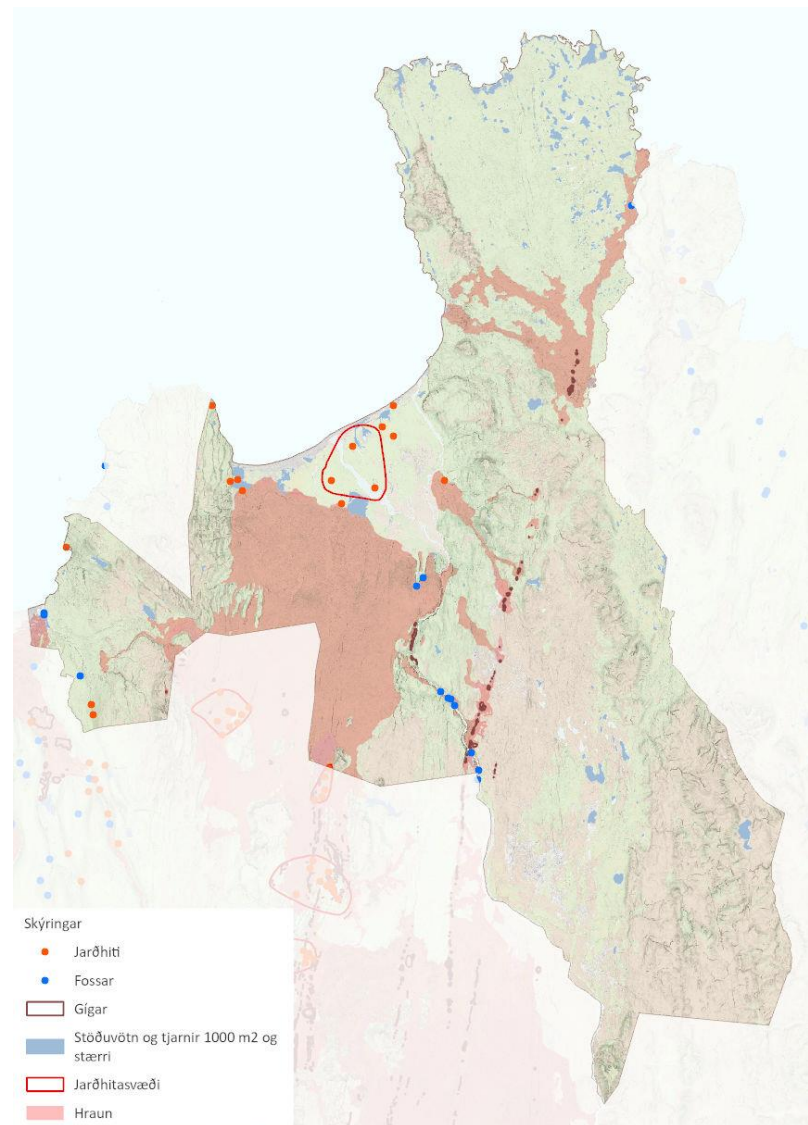 Skýringar
Jarðhiti
Fossar
Gígar
Stöðuvötn og tjarnir 1000 m2 og
stærri
Jarðhitasvæði
Hraun